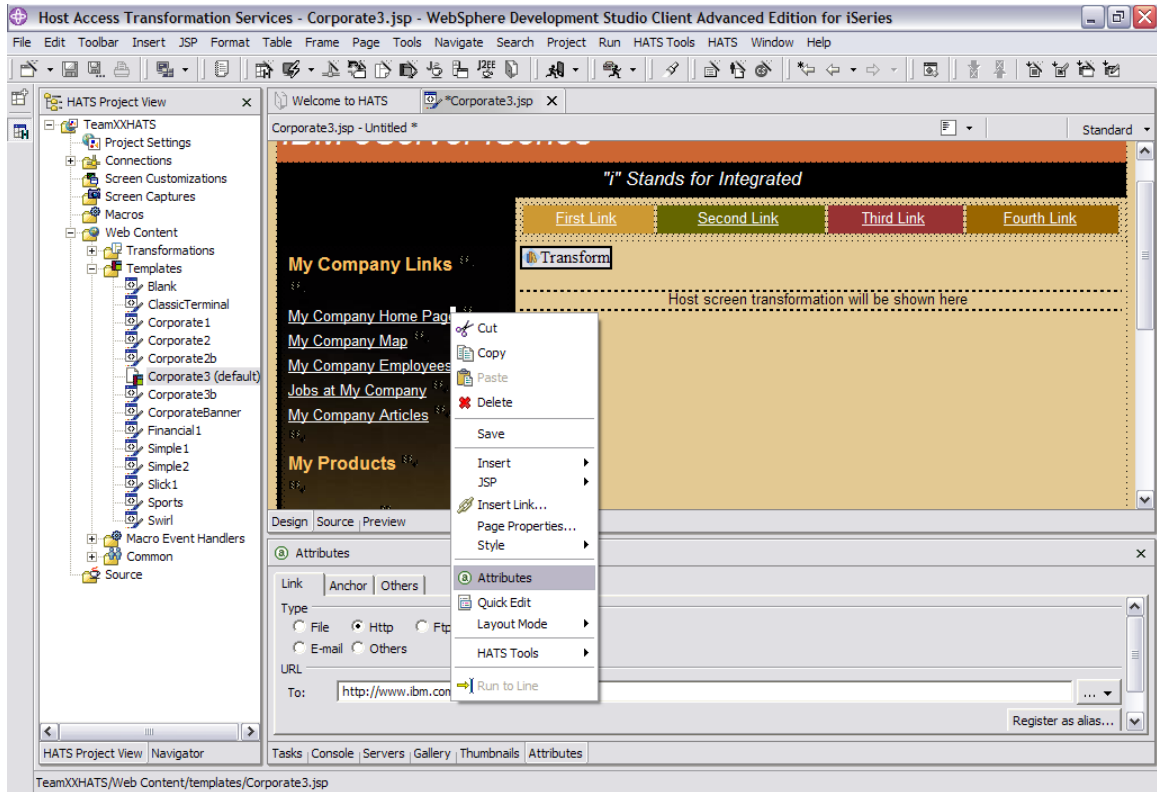 Host Access Transformation Services - Corporate3.jsp - WebSphere Development Studio Client Advanced Edition for iSeries
File Edit Toolbar Insert JSP Format Table Frame Page Tools Navigate Search Project Run HATS Tools HATS Window Help
HATS Project View
TeamXXHATS
Project Settings
Connections
Screen Customizations
Screen Captures
Macros
Web Content
Transformations
Templates
Blank
ClassicTerminal
Corporate1
Corporate2
Corporate2b
Corporate3 (default)
Corporate3b
CorporateBanner
Financial1
Simple1
Simple2
Slick1
Sports
Swirl
Macro Event Handlers
Common
Source
HATS Project View Navigator
Welcome to HATS *Corporate3.jsp
Corporate3.jsp - Untitled *
Standard
"i" Stands for Integrated
First Link Second Link Third Link Fourth Link
Transform
Host screen transformation will be shown here
My Company Links
My Company Home Page
My Company Map
My Company Employees
Jobs at My Company
My Company Articles
My Products
Design Source Preview
Cut
Copy
Paste
Delete
Save
Insert
JSP
Insert Link...
Page Properties...
Style
Attributes
Quick Edit
Layout Mode
HATS Tools
Run to Line
Attributes
Link Anchor Others
Type
File Http Ftp
E-mail Others
URL
To: http://www.ibm.com
...
Register as alias...
Tasks Console Servers Gallery Thumbnails Attributes
TeamXXHATS/Web Content/templates/Corporate3.jsp